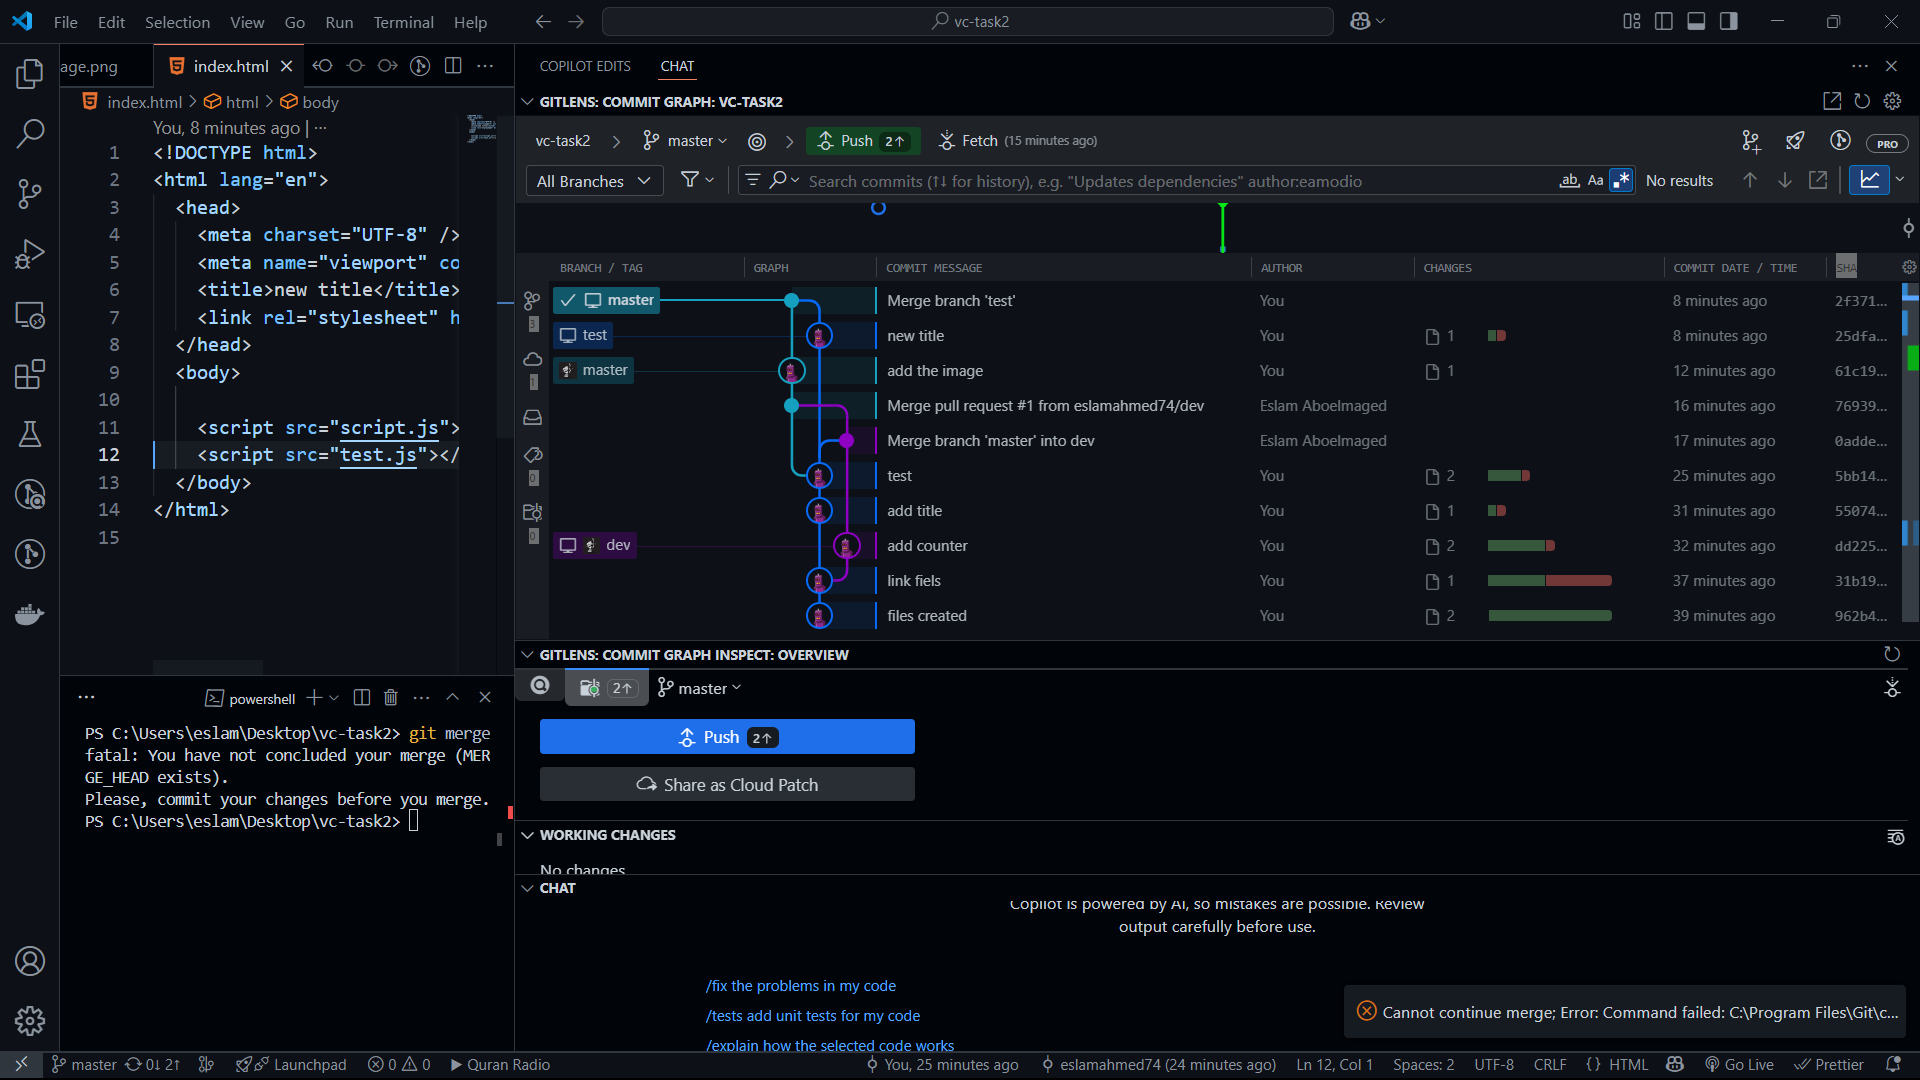 File Edit Selection View Go Run Terminal Help
vc-task2
age.png
index.html
index.html > html > body
You, 8 minutes ago | ···
1 <!DOCTYPE html>
2 <html lang="en">
3 <head>
4 <meta charset="UTF-8" />
5 <meta name="viewport" co
6 <title>new title</title>
7 <link rel="stylesheet" h
8 </head>
9 <body>
10
11 <script src="script.js">
12 <script src="test.js"></
13 </body>
14 </html>
15
powershell
PS C:\Users\eslam\Desktop\vc-task2> git merge
fatal: You have not concluded your merge (MER
GE_HEAD exists).
Please, commit your changes before you merge.
PS C:\Users\eslam\Desktop\vc-task2>
COPILOT EDITS CHAT
GITLENS: COMMIT GRAPH: VC-TASK2
vc-task2 > master > Push 2↑ Fetch (15 minutes ago) PRO
All Branches Search commitS (↑↓ for history), e.g. "Updates dependencies" author:eamodio ab Aa .* No results
BRANCH / TAG GRAPH COMMIT MESSAGE AUTHOR CHANGES COMMIT DATE / TIME SHA
master Merge branch 'test' You 8 minutes ago 2f371...
test new title You 1 8 minutes ago 25dfa...
master add the image You 1 12 minutes ago 61c19...
Merge pull request #1 from eslamahmed74/dev Eslam AboElmaged 16 minutes ago 76939...
Merge branch 'master' into dev Eslam AboElmaged 17 minutes ago 0adde...
test You 2 25 minutes ago 5bb14...
add title You 1 31 minutes ago 55074...
dev add counter You 2 32 minutes ago dd225...
link fiels You 1 37 minutes ago 31b19...
files created You 2 39 minutes ago 962b4...
3
1
0
0
GITLENS: COMMIT GRAPH INSPECT: OVERVIEW
2↑ master
Push 2↑
Share as Cloud Patch
WORKING CHANGES
No changes
CHAT
Copilot is powered by AI, so mistakes are possible. Review
output carefully before use.
/fix the problems in my code
/tests add unit tests for my code
/explain how the selected code works
Cannot continue merge; Error: Command failed: C:\Program Files\Git\c...
master 0↓ 2↑ Launchpad 0 0 Quran Radio You, 25 minutes ago eslamahmed74 (24 minutes ago) Ln 12, Col 1 Spaces: 2 UTF-8 CRLF {} HTML Go Live Prettier